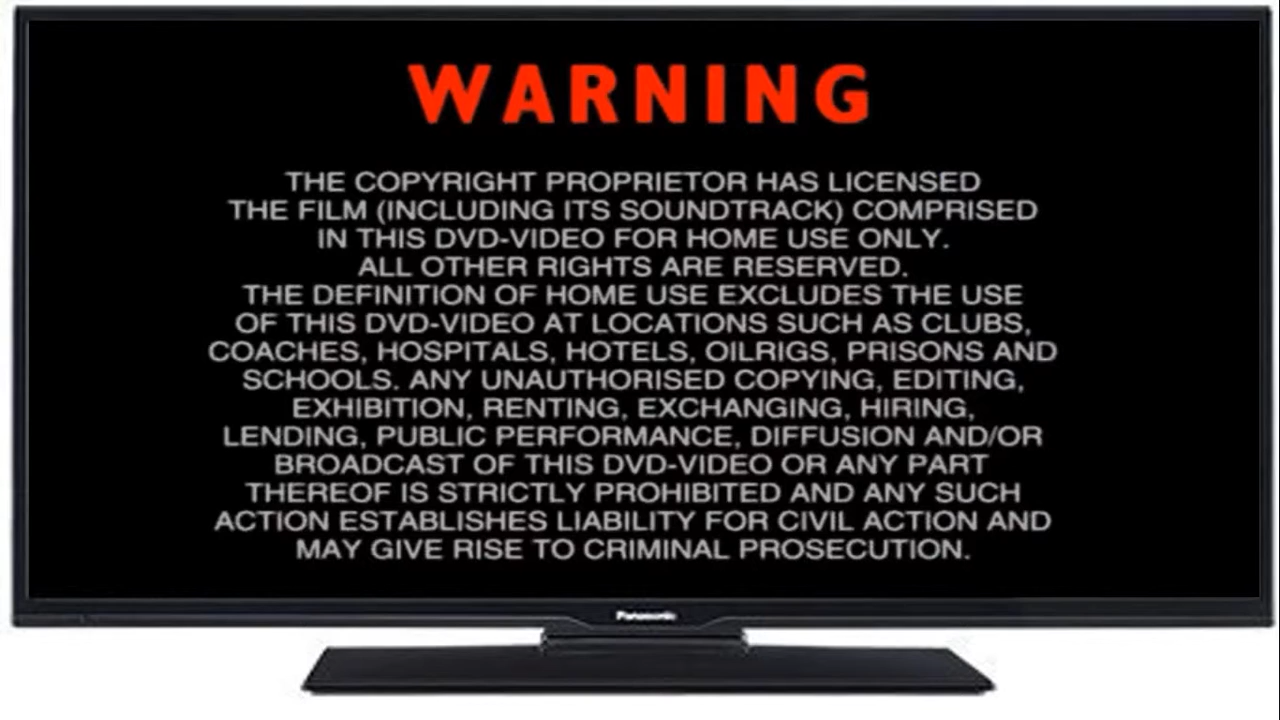 WARNING
THE COPYRIGHT PROPRIETOR HAS LICENSED
THE FILM (INCLUDING ITS SOUNDTRACK) COMPRISED
IN THIS DVD-VIDEO FOR HOME USE ONLY.
ALL OTHER RIGHTS ARE RESERVED.
THE DEFINITION OF HOME USE EXCLUDES THE USE
OF THIS DVD-VIDEO AT LOCATIONS SUCH AS CLUBS,
COACHES, HOSPITALS, HOTELS, OILRIGS, PRISONS AND
SCHOOLS. ANY UNAUTHORISED COPYING, EDITING,
EXHIBITION, RENTING, EXCHANGING, HIRING,
LENDING, PUBLIC PERFORMANCE, DIFFUSION AND/OR
BROADCAST OF THIS DVD-VIDEO OR ANY PART
THEREOF IS STRICTLY PROHIBITED AND ANY SUCH
ACTION ESTABLISHES LIABILITY FOR CIVIL ACTION AND
MAY GIVE RISE TO CRIMINAL PROSECUTION.
Panasonic